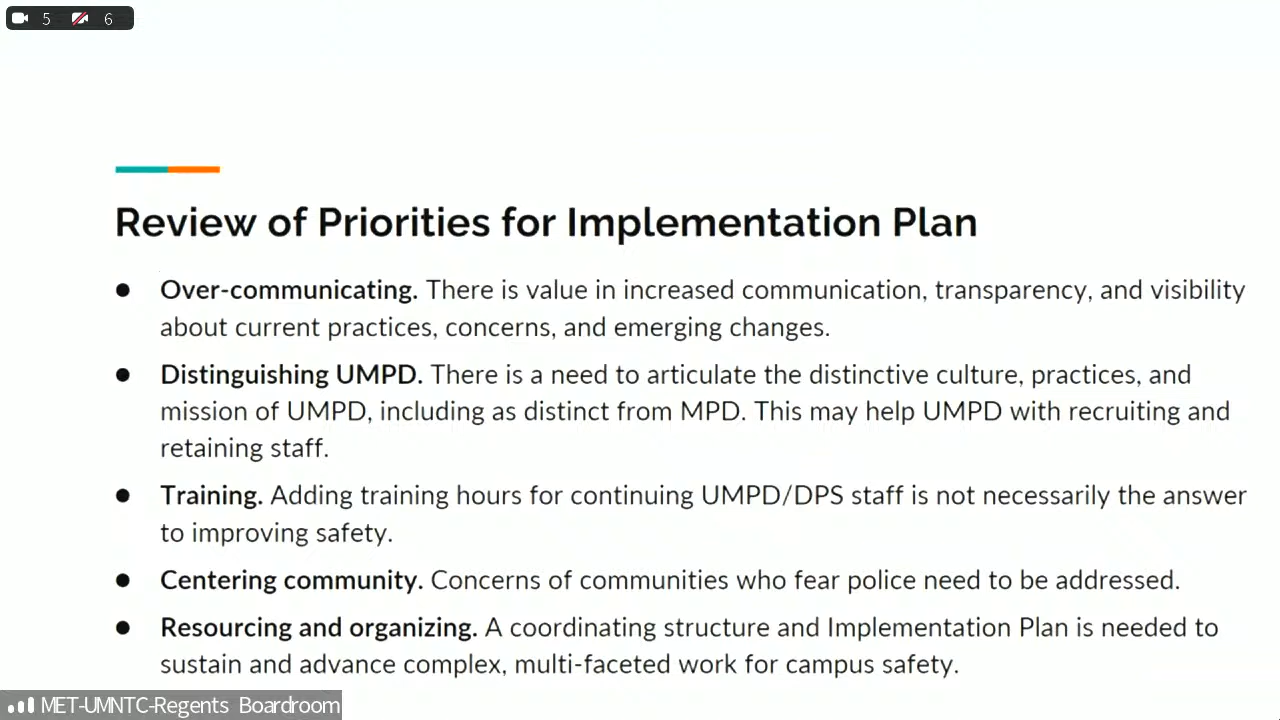 5 6
Review of Priorities for Implementation Plan
● Over-communicating. There is value in increased communication, transparency, and visibility
about current practices, concerns, and emerging changes.
● Distinguishing UMPD. There is a need to articulate the distinctive culture, practices, and
mission of UMPD, including as distinct from MPD. This may help UMPD with recruiting and
retaining staff.
● Training. Adding training hours for continuing UMPD/DPS staff is not necessarily the answer
to improving safety.
● Centering community. Concerns of communities who fear police need to be addressed.
● Resourcing and organizing. A coordinating structure and Implementation Plan is needed to
sustain and advance complex, multi-faceted work for campus safety.
MET-UMNTC-Regents Boardroom